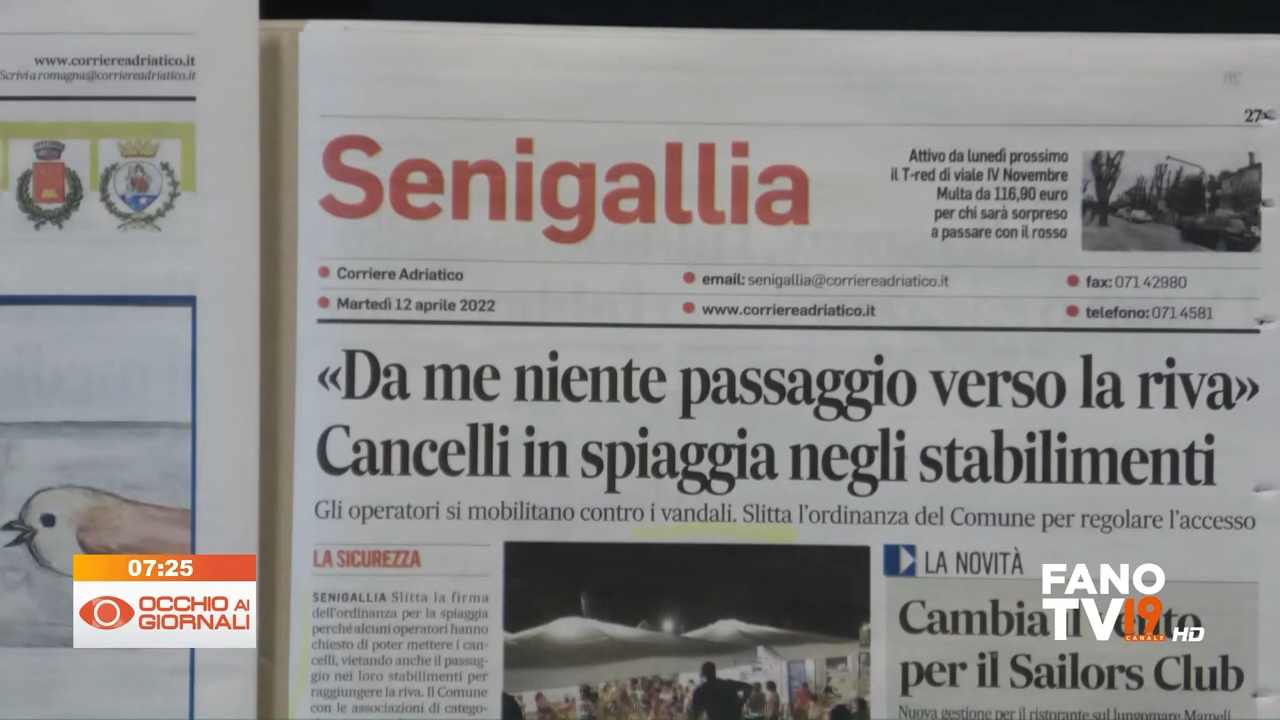 www.corriereadriatico.it
Scrivi a romagna@corriereadriatico.it
27
Senigallia
Attivo da lunedì prossimo
il T-red di viale IV Novembre
Multa da 116,90 euro
per chi sarà sorpreso
a passare con il rosso
Corriere Adriatico
email: senigallia@corriereadriatico.it
fax: 071 42980
Martedì 12 aprile 2022
www.corriereadriatico.it
telefono: 071 4581
«Da me niente passaggio verso la riva»
Cancelli in spiaggia negli stabilimenti
Gli operatori si mobilitano contro i vandali. Slitta l'ordinanza del Comune per regolare l'accesso
LA SICUREZZA
SENIGALLIA Slitta la firma
dell'ordinanza per la spiaggia
perché alcuni operatori hanno
chiesto di poter mettere i can-
celli, vietando anche il passag-
gio nei loro stabilimenti per
raggiungere la riva. Il Comune
con le associazioni di catego-
LA NOVITÀ
Cambia il
per il Sailors Club
Nuova gestione per il ristorante sul lungomare
07:25
OCCHIO AI
GIORNALI
FANO
TV 19
CANALE
HD